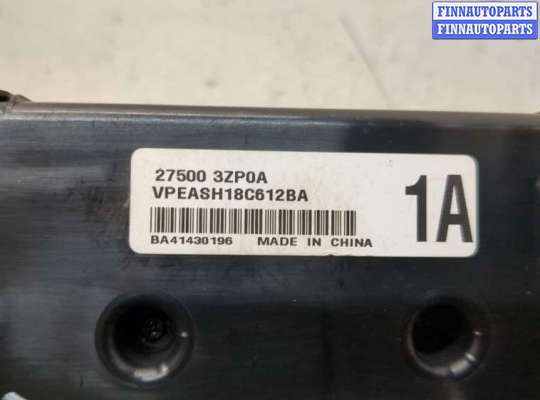 FINNAUTOPARTS
FINNAUTOPARTS
27500 3ZP0A
VPEASH18C612BA
1A
BA41430196 MADE IN CHINA